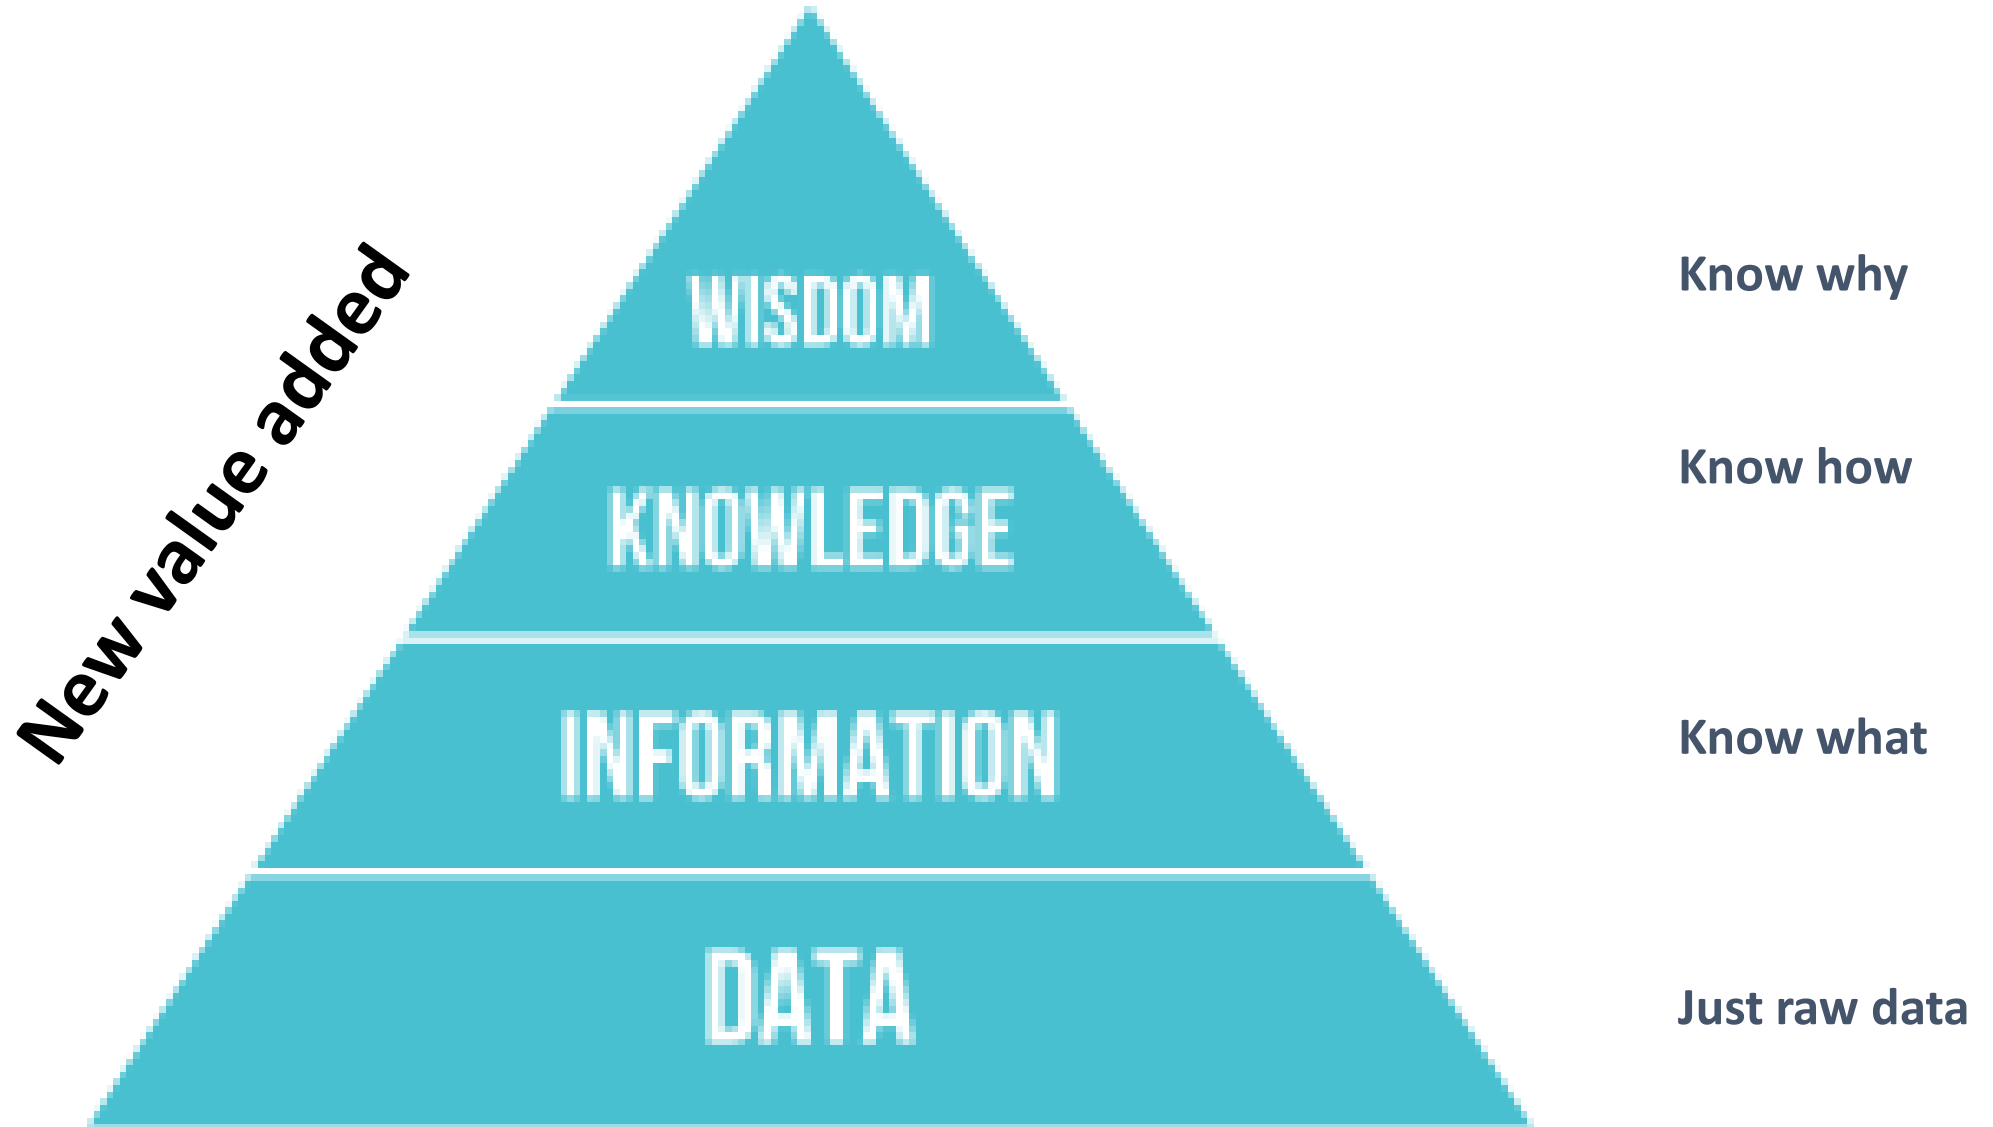 New value added
WISDOM
Know why
KNOWLEDGE
Know how
INFORMATION
Know what
DATA
Just raw data